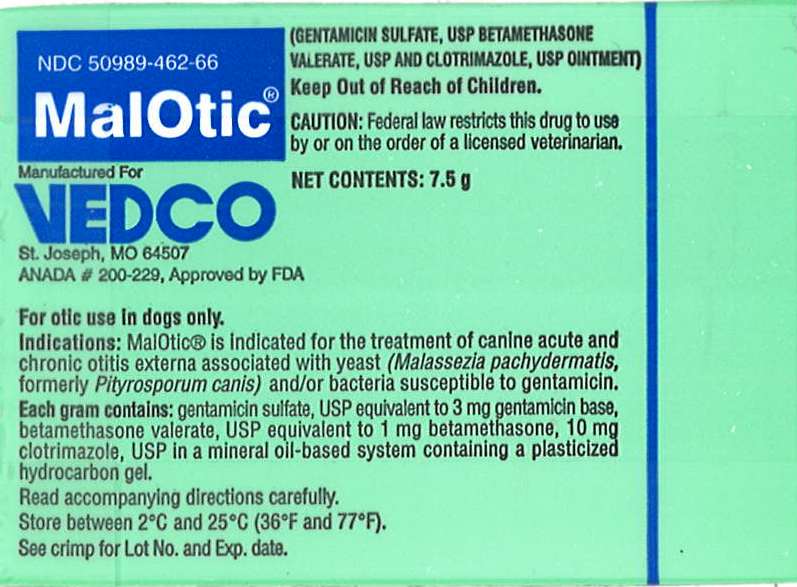 NDC 50989-462-66
MalOtic®
(GENTAMICIN SULFATE, USP BETAMETHASONE
VALERATE, USP AND CLOTRIMAZOLE, USP OINTMENT)
Keep Out of Reach of Children.
CAUTION: Federal law restricts this drug to use
by or on the order of a licensed veterinarian.
NET CONTENTS: 7.5 g
Manufactured For
VEDCO
St. Joseph, MO 64507
ANADA # 200-229, Approved by FDA
For otic use in dogs only.
Indications: MalOtic® is indicated for the treatment of canine acute and
chronic otitis externa associated with yeast (Malassezia pachydermatis,
formerly Pityrosporum canis) and/or bacteria susceptible to gentamicin.
Each gram contains: gentamicin sulfate, USP equivalent to 3 mg gentamicin base,
betamethasone valerate, USP equivalent to 1 mg betamethasone, 10 mg
clotrimazole, USP in a mineral oil-based system containing a plasticized
hydrocarbon gel.
Read accompanying directions carefully.
Store between 2°C and 25°C (36°F and 77°F).
See crimp for Lot No. and Exp. date.